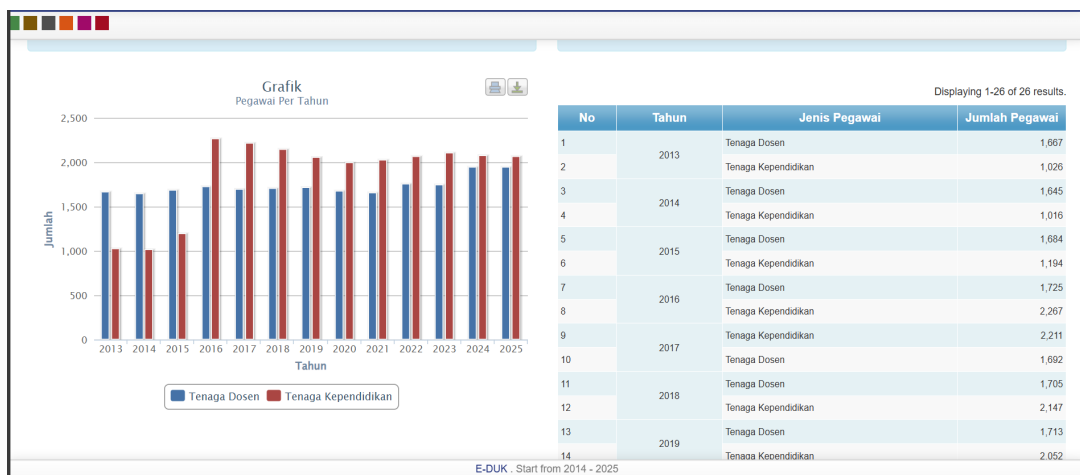 Grafik
Pegawai Per Tahun
2,500
2,000
1,500
1,000
500
0
Jumlah
2013 2014 2015 2016 2017 2018 2019 2020 2021 2022 2023 2024 2025
Tahun
Tenaga Dosen Tenaga Kependidikan
Displaying 1-26 of 26 results.
No Tahun Jenis Pegawai Jumlah Pegawai
1 2013 Tenaga Dosen 1,667
2 Tenaga Kependidikan 1,026
3 2014 Tenaga Dosen 1,645
4 Tenaga Kependidikan 1,016
5 2015 Tenaga Dosen 1,684
6 Tenaga Kependidikan 1,194
7 2016 Tenaga Dosen 1,725
8 Tenaga Kependidikan 2,267
9 2017 Tenaga Kependidikan 2,211
10 Tenaga Dosen 1,692
11 2018 Tenaga Dosen 1,705
12 Tenaga Kependidikan 2,147
13 2019 Tenaga Dosen 1,713
14 Tenaga Kependidikan 2,052
E-DUK . Start from 2014 - 2025